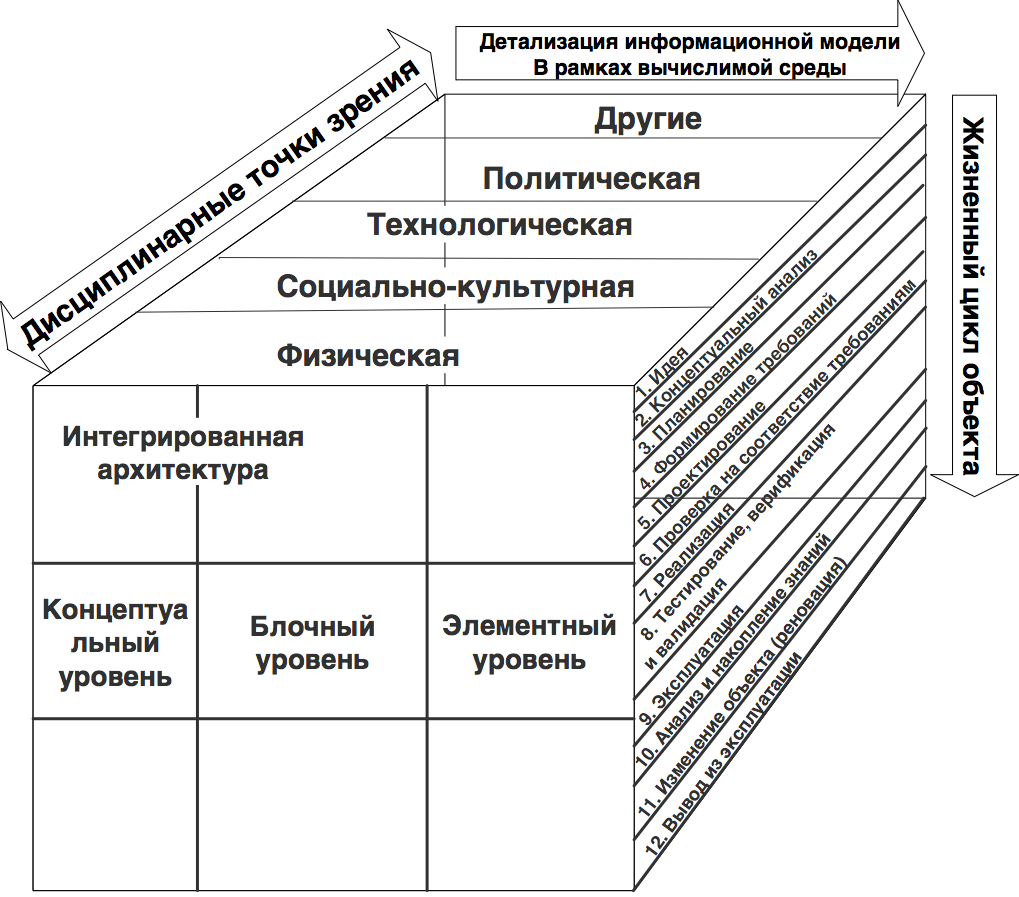 Детализация информационной модели
В рамках вычислимой среды
Дисциплинарные точки зрения
Жизненный цикл объекта
Другие
Политическая
Технологическая
Социально-культурная
Физическая
Интегрированная
архитектура
Концептуа
льный
уровень
Блочный
уровень
Элементный
уровень
1. Идея
2. Концептуальный анализ
3. Планирование
4. Формирование требований
5. Проектирование
6. Проверка на соответствие требованиям
7. Реализация
8. Тестирование, верификация
и валидация
9. Эксплуатация
10. Анализ и накопление знаний
11. Изменение объекта (реновация)
12. Вывод из эксплуатации